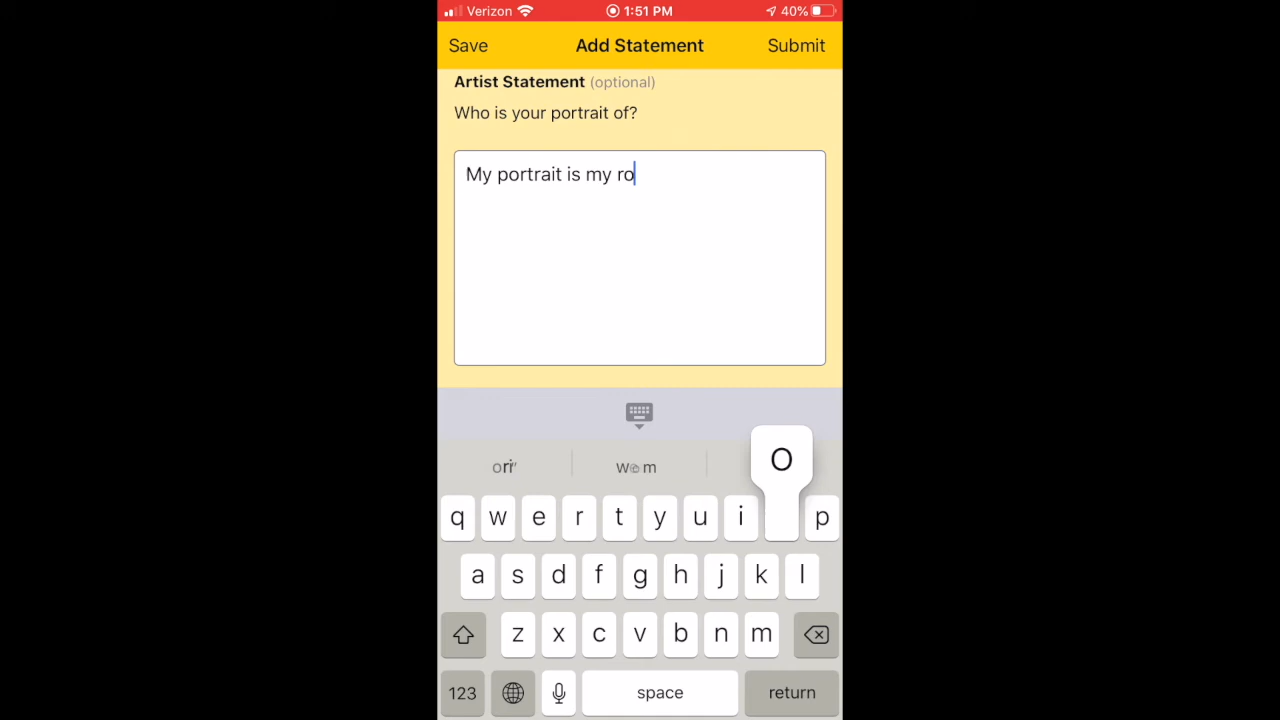 Verizon 1:51 PM 40%
Save Add Statement Submit
Artist Statement (optional)
Who is your portrait of?
My portrait is my ro
O
q w e r t y u i p
a s d f g h j k l
z x c v b n m
123 space return